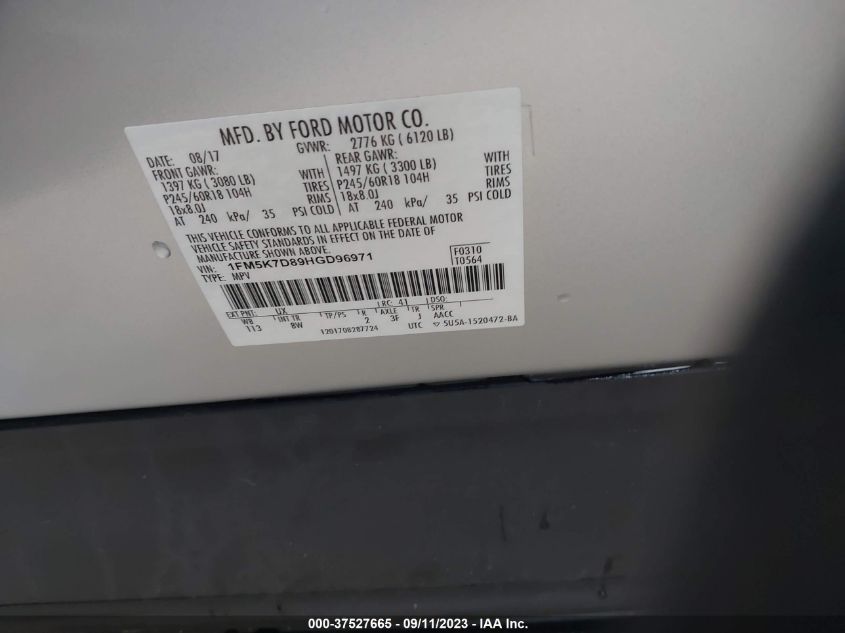 MFD. BY FORD MOTOR CO.
DATE: 08/17 GVWR: 2776 KG ( 6120 LB)
FRONT GAWR: REAR GAWR:
1397 KG ( 3080 LB) WITH 1497 KG ( 3300 LB) WITH
P245/60R18 104H TIRES P245/60R18 104H TIRES
18x8.0J RIMS 18x8.0J RIMS
AT 240 kPa/ 35 PSI COLD AT 240 kPa/ 35 PSI COLD
THIS VEHICLE CONFORMS TO ALL APPLICABLE FEDERAL MOTOR
VEHICLE SAFETY STANDARDS IN EFFECT ON THE DATE OF
MANUFACTURE SHOWN ABOVE.
VIN: 1FM5K7D89HGD96971 F0310
TYPE: MPV T0564
EXT PNT: UX RC: 41 DSO:
WB INT TR TP/PS R AXLE TR SPR
113 8W 2 3F J AACC
1201708287724 UTC ▽ 5U5A-1520472-BA
000-37527665 - 09/11/2023 - IAA Inc.